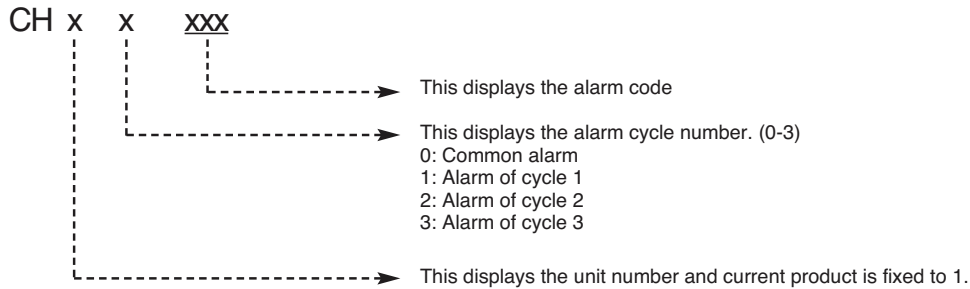 CH x x xxx
This displays the alarm code
This displays the alarm cycle number. (0-3)
0: Common alarm
1: Alarm of cycle 1
2: Alarm of cycle 2
3: Alarm of cycle 3
This displays the unit number and current product is fixed to 1.